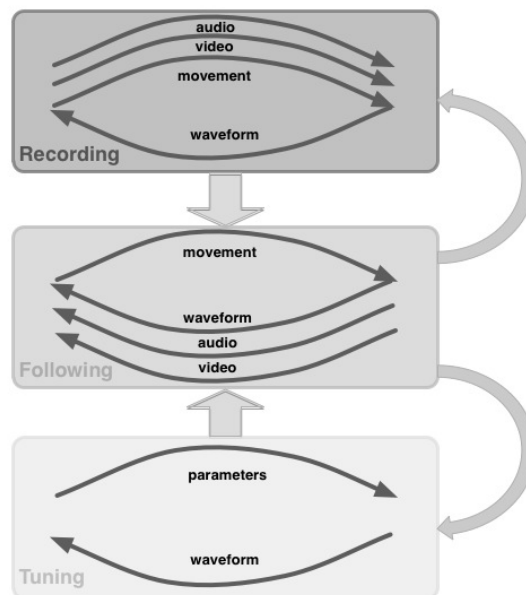 audio
video
movement
waveform
Recording
movement
waveform
audio
video
Following
parameters
waveform
Tuning